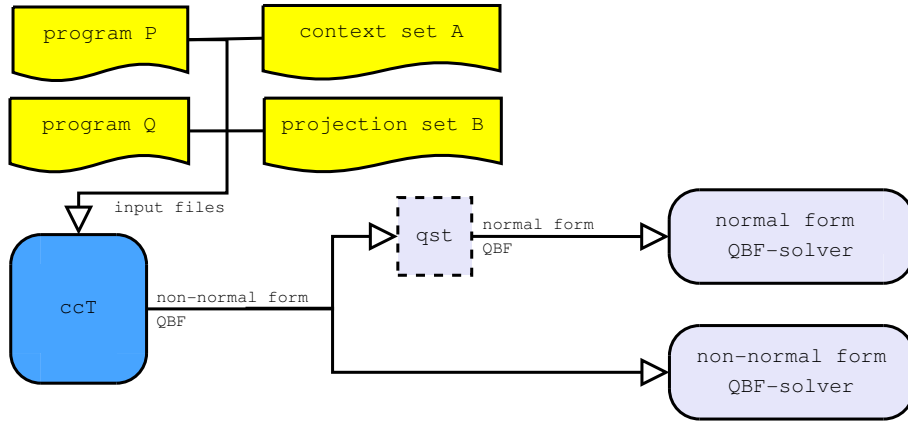 program P
context set A
program Q
projection set B
input files
ccT
non-normal form
QBF
qst
normal form
QBF
normal form
QBF-solver
non-normal form
QBF-solver